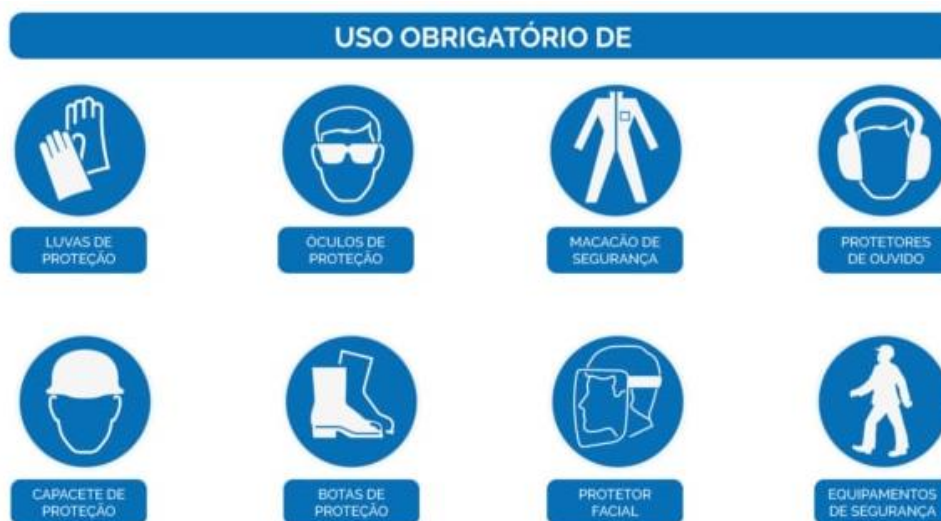 USO OBRIGATÓRIO DE
LUVAS DE
PROTEÇÃO
ÓCULOS DE
PROTEÇÃO
MACACÃO DE
SEGURANÇA
PROTETORES
DE OUVIDO
CAPACETE DE
PROTEÇÃO
BOTAS DE
PROTEÇÃO
PROTETOR
FACIAL
EQUIPAMENTOS
DE SEGURANÇA